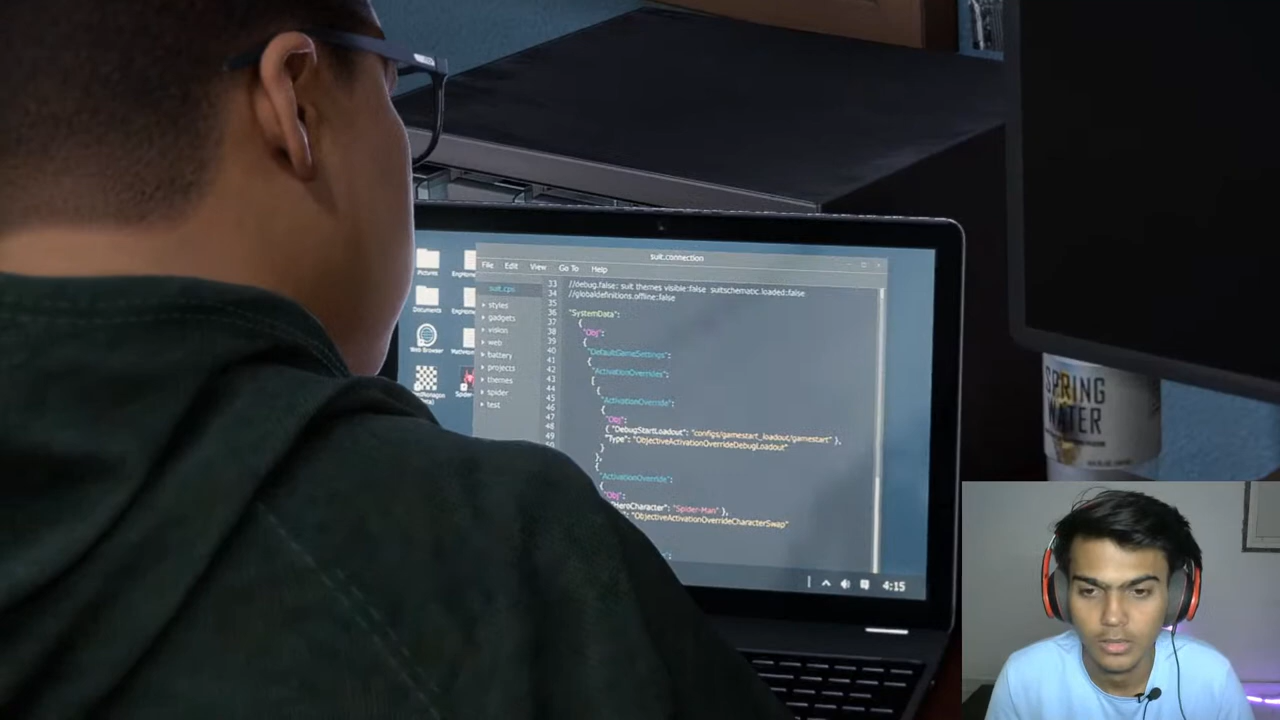 suit.connection
File Edit View Go To Help
Pictures
Documents
Web Browser
suit.cps
styles
gadgets
vision
web
battery
projects
themes
spider
test
33 //debug.false: suit themes visible:false suitschematic.loaded:false
34 //globaldefinitions.offline:false
35
36 "SystemData":
37 {
38 "Obj":
39 {
40 "DefaultGameSettings":
41 {
42 "ActivationOverrides":
43 [
44 {
45 "ActivationOverride":
46 {
47 "Obj":
48 { "DebugStartLoadout": "configs/gamestart_loadout/gamestart" },
49 "Type": "ObjectiveActivationOverrideDebugLoadout"
}
},
{
"ActivationOverride":
{
"Obj":
HeroCharacter": "Spider-Man" },
"ObjectiveActivationOverrideCharacterSwap"
4:15
SPRING
WATER